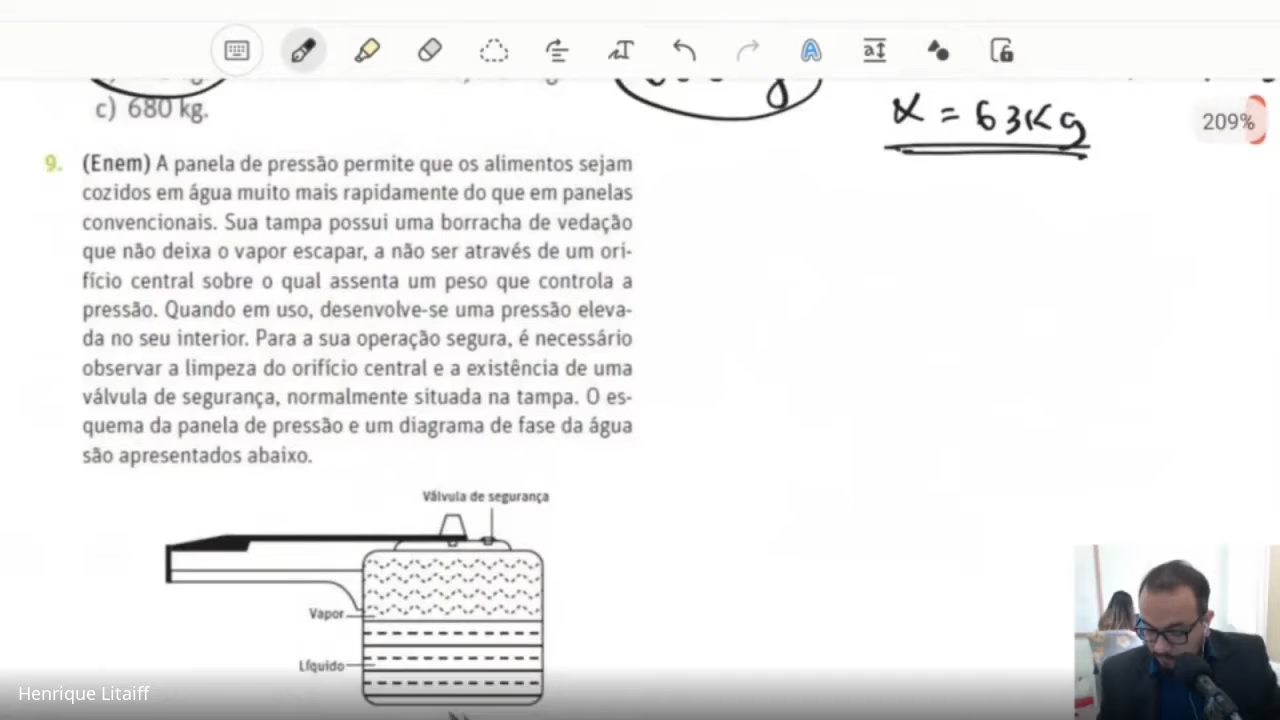 c) 680 kg.
x = 63Kg
209%
9. (Enem) A panela de pressão permite que os alimentos sejam
cozidos em água muito mais rapidamente do que em panelas
convencionais. Sua tampa possui uma borracha de vedação
que não deixa o vapor escapar, a não ser através de um ori-
fício central sobre o qual assenta um peso que controla a
pressão. Quando em uso, desenvolve-se uma pressão eleva-
da no seu interior. Para a sua operação segura, é necessário
observar a limpeza do orifício central e a existência de uma
válvula de segurança, normalmente situada na tampa. O es-
quema da panela de pressão e um diagrama de fase da água
são apresentados abaixo.
Válvula de segurança
Vapor
Líquido
Henrique Litaiff